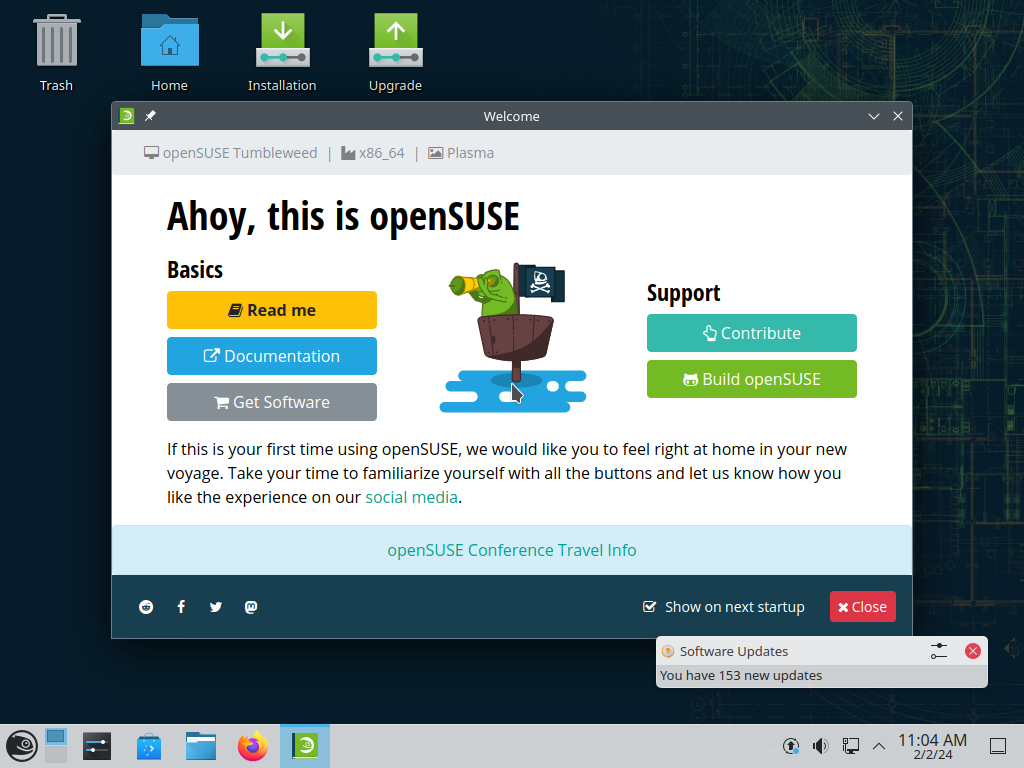 Trash
Home
Installation
Upgrade
Welcome
openSUSE Tumbleweed | x86_64 | Plasma
Ahoy, this is openSUSE
Basics
Read me
Documentation
Get Software
Support
Contribute
Build openSUSE
If this is your first time using openSUSE, we would like you to feel right at home in your new
voyage. Take your time to familiarize yourself with all the buttons and let us know how you
like the experience on our social media.
openSUSE Conference Travel Info
Show on next startup
Close
Software Updates
You have 153 new updates
11:04 AM
2/2/24